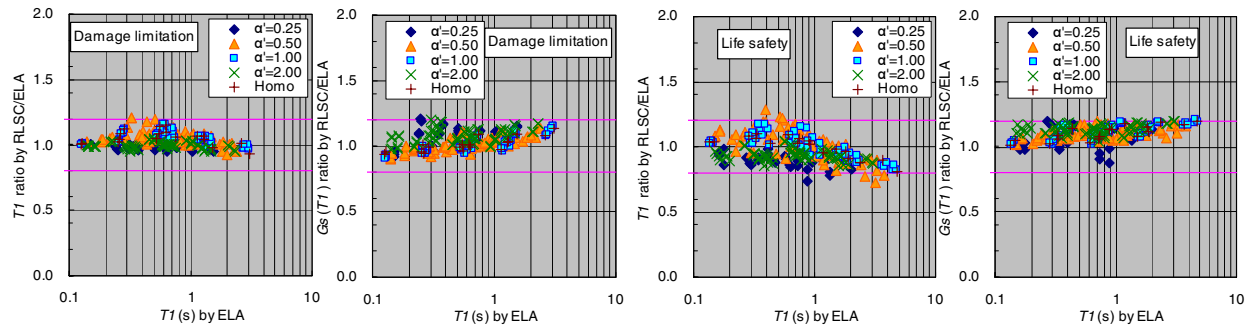 2.0
1.5
1.0
0.5
0.0
T1 ratio by RLSC/ELA
Damage limitation
α'=0.25
α'=0.50
α'=1.00
α'=2.00
Homo
0.1
1
10
T1 (s) by ELA
2.0
1.5
1.0
0.5
0.0
Gs (T1) ratio by RLSC/ELA
α'=0.25
α'=0.50
α'=1.00
α'=2.00
Homo
Damage limitation
0.1
1
10
T1 (s) by ELA
2.0
1.5
1.0
0.5
0.0
T1 ratio by RLSC/ELA
Life safety
α'=0.25
α'=0.50
α'=1.00
α'=2.00
Homo
0.1
1
10
T1 (s) by ELA
2.0
1.5
1.0
0.5
0.0
Gs (T1) ratio by RLSC/ELA
α'=0.25
α'=0.50
α'=1.00
α'=2.00
Homo
Life safety
0.1
1
10
T1 (s) by ELA